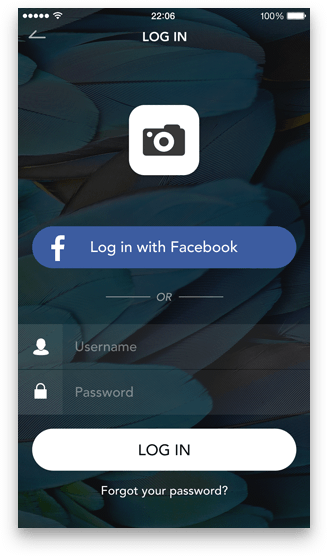 22:06
100%
LOG IN
f Log in with Facebook
OR
Username
Password
LOG IN
Forgot your password?